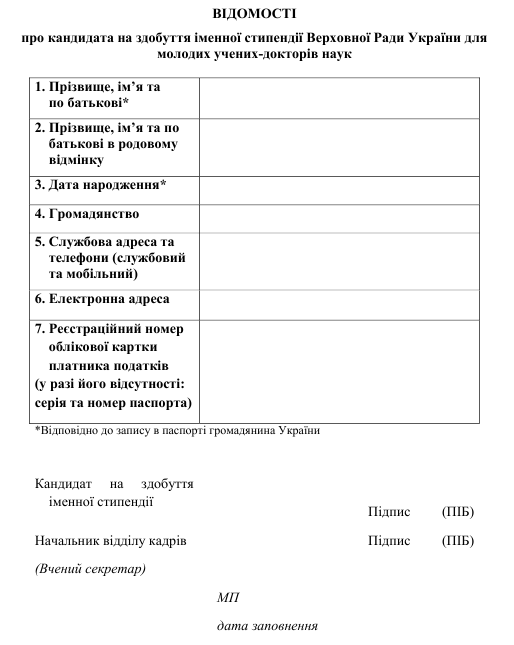 ВІДОМОСТІ
про кандидата на здобуття іменної стипендії Верховної Ради України для
молодих учених-докторів наук
1. Прізвище, ім’я та
по батькові*
2. Прізвище, ім’я та по
батькові в родовому
відмінку
3. Дата народження*
4. Громадянство
5. Службова адреса та
телефони (службовий
та мобільний)
6. Електронна адреса
7. Реєстраційний номер
облікової картки
платника податків
(у разі його відсутності:
серія та номер паспорта)
*Відповідно до запису в паспорті громадянина України
Кандидат на здобуття
іменної стипендії
Підпис (ПІБ)
Начальник відділу кадрів Підпис (ПІБ)
(Вчений секретар)
МП
дата заповнення